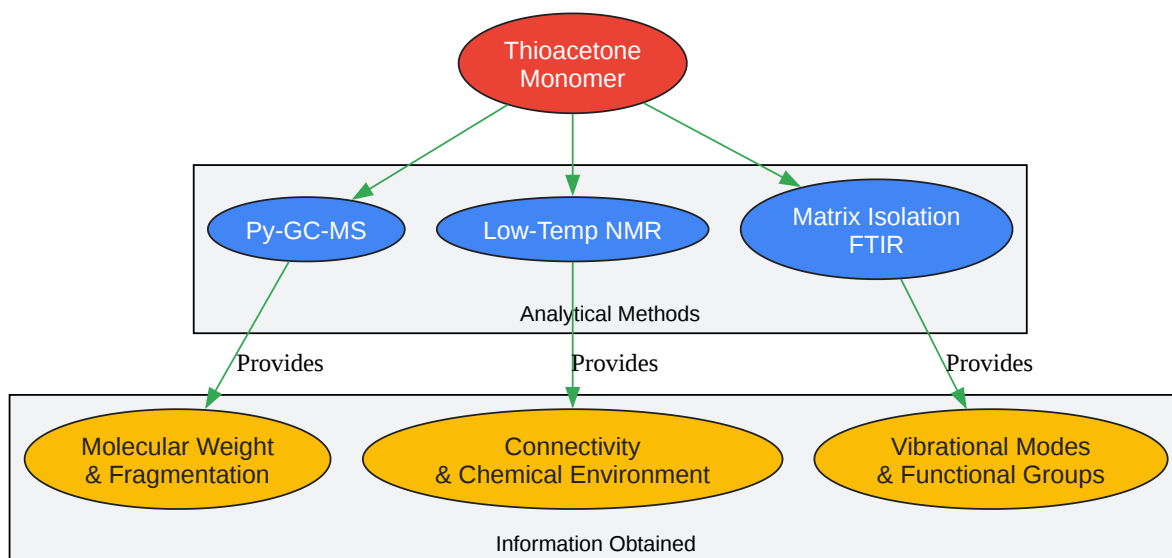 Thioacetone
Monomer
Py-GC-MS
Low-Temp NMR
Matrix Isolation
FTIR
Analytical Methods
Provides
Provides
Provides
Molecular Weight
& Fragmentation
Connectivity
& Chemical Environment
Vibrational Modes
& Functional Groups
Information Obtained